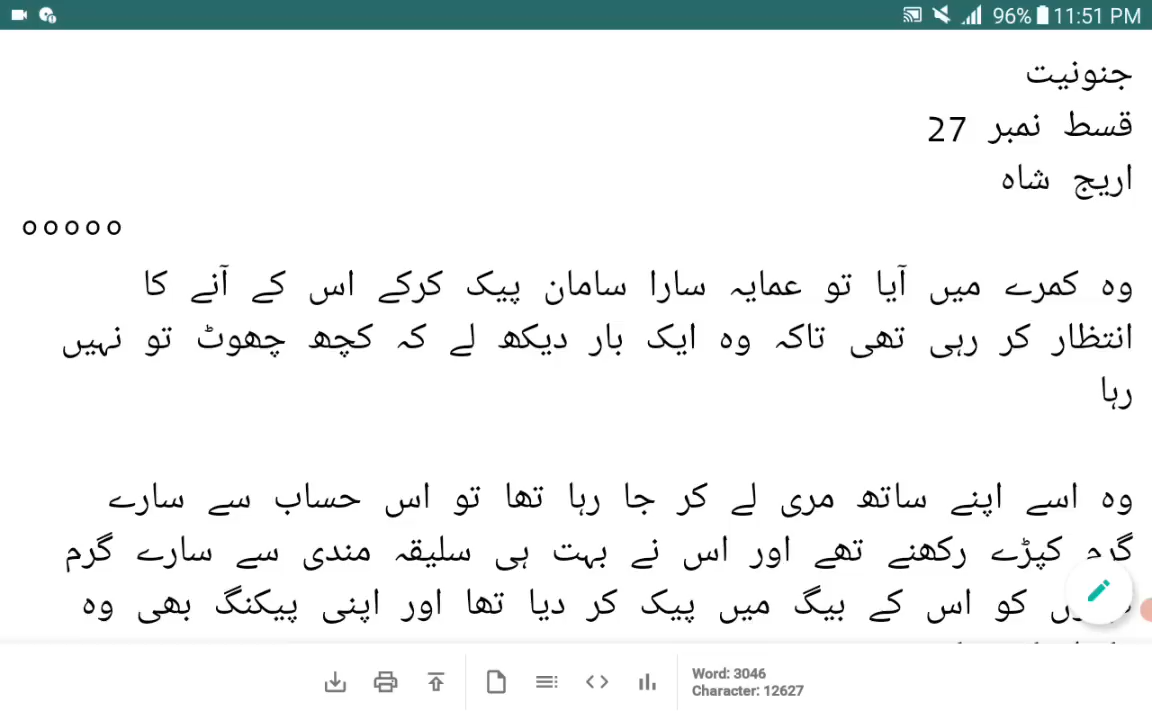 96% 11:51 PM
جنونیت
قسط نمبر 27
اریج شاہ
ooooo
وہ کمرے میں آیا تو عمایہ سارا سامان پیک کرکے اس کے آنے کا
انتظار کر رہی تھی تاکہ وہ ایک بار دیکھ لے کہ کچھ چھوٹ تو نہیں
رہا
وہ اسے اپنے ساتھ مری لے کر جا رہا تھا تو اس حساب سے سارے
گرم کپڑے رکھنے تھے اور اس نے بہت ہی سلیقہ مندی سے سارے گرم
کو اس کے بیگ میں پیک کر دیا تھا اور اپنی پیکنگ بھی وہ
Word: 3046
Character: 12627